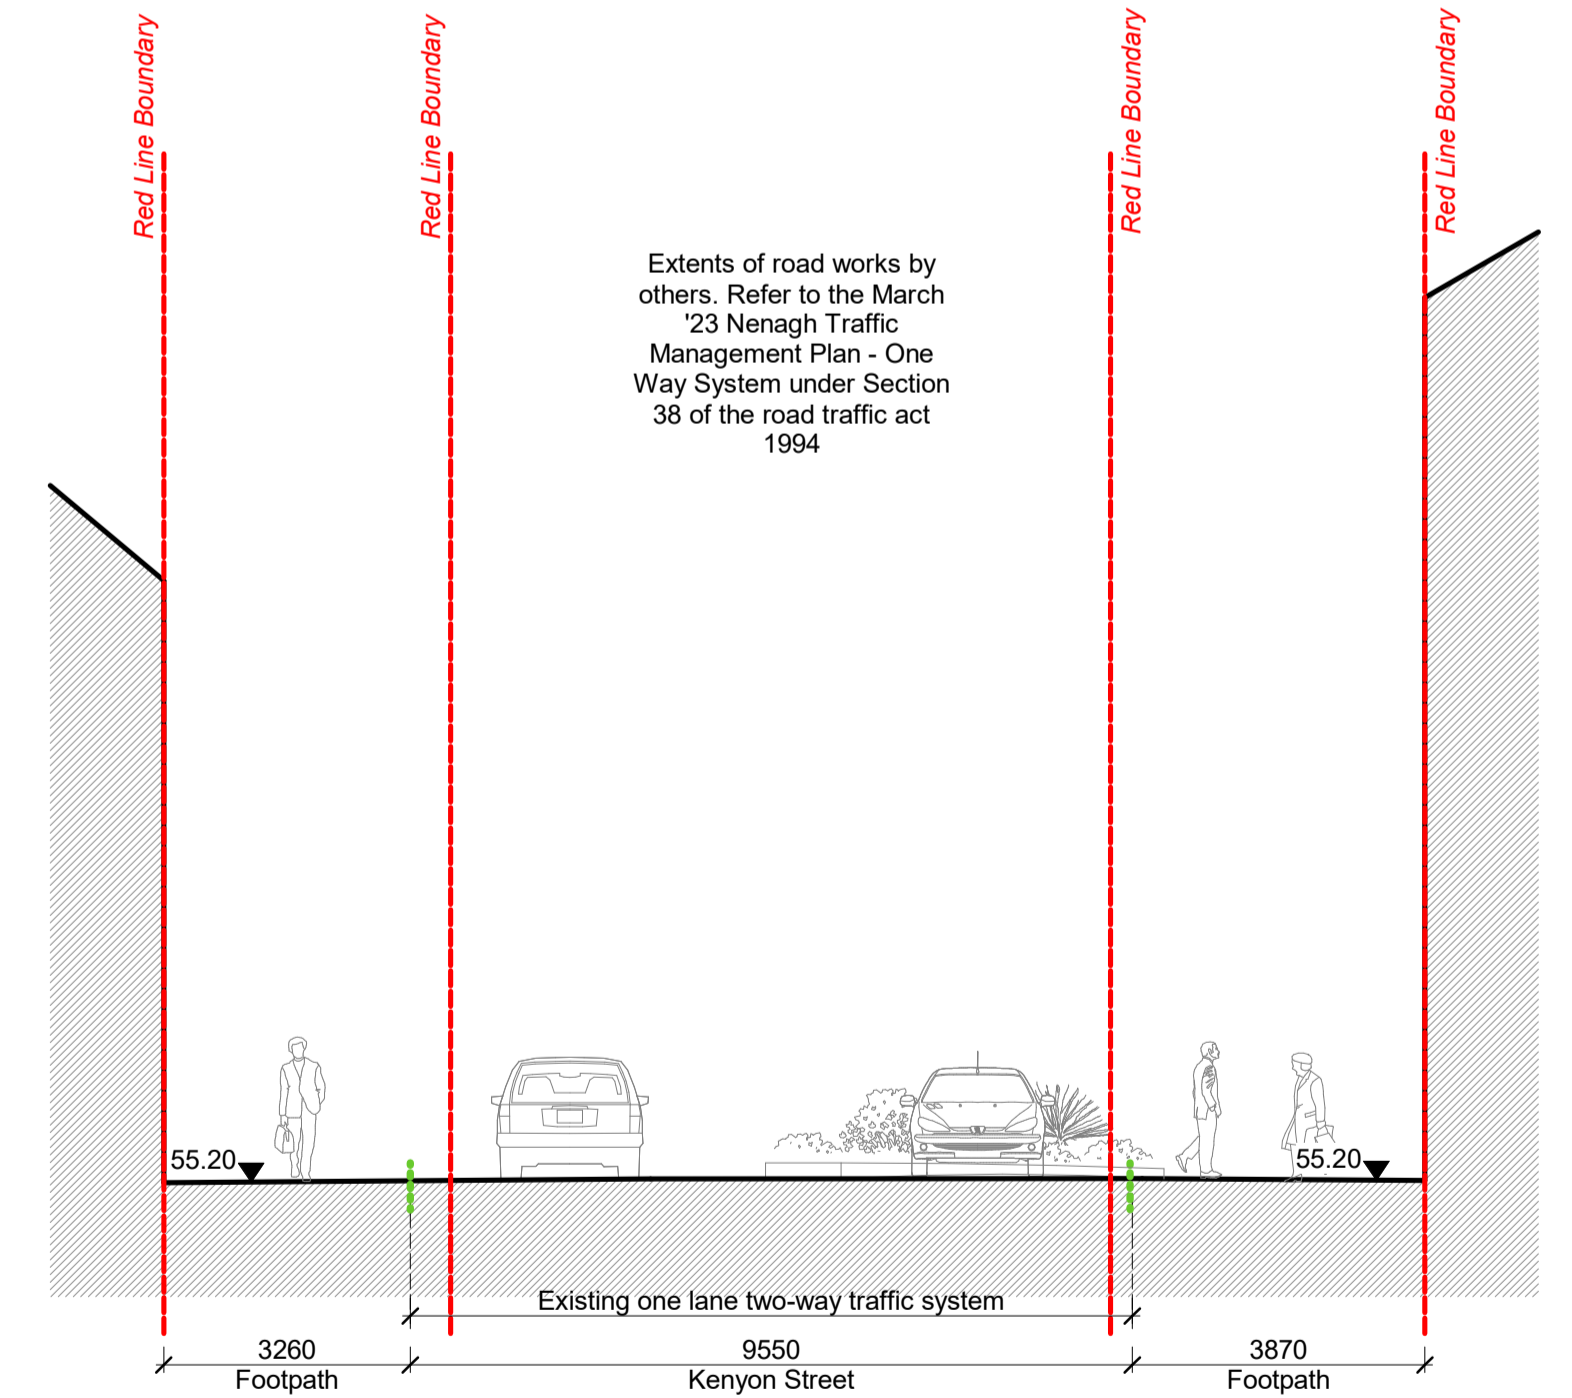 Red Line Boundary
Red Line Boundary
Red Line Boundary
Red Line Boundary
Extents of road works by
others. Refer to the March
'23 Nenagh Traffic
Management Plan - One
Way System under Section
38 of the road traffic act
1994
55.20
55.20
Existing one lane two-way traffic system
3260
9550
3870
Footpath
Kenyon Street
Footpath